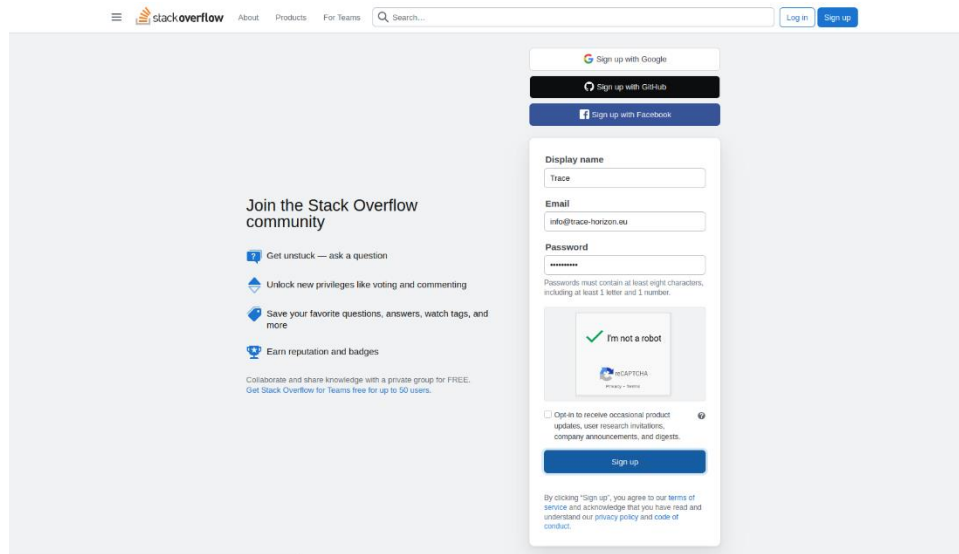 stackoverflow About Products For Teams Search... Log in Sign up
Sign up with Google
Sign up with GitHub
Sign up with Facebook
Join the Stack Overflow
community
Get unstuck — ask a question
Unlock new privileges like voting and commenting
Save your favorite questions, answers, watch tags, and
more
Earn reputation and badges
Collaborate and share knowledge with a private group for FREE.
Get Stack Overflow for Teams free for up to 50 users.
Display name
Trace
Email
info@trace-horizon.eu
Password
••••••••••
Passwords must contain at least eight characters,
including at least 1 letter and 1 number.
I'm not a robot
reCAPTCHA
Privacy - Terms
Opt-in to receive occasional product
updates, user research invitations,
company announcements, and digests.
Sign up
By clicking “Sign up”, you agree to our terms of
service and acknowledge that you have read and
understand our privacy policy and code of
conduct.